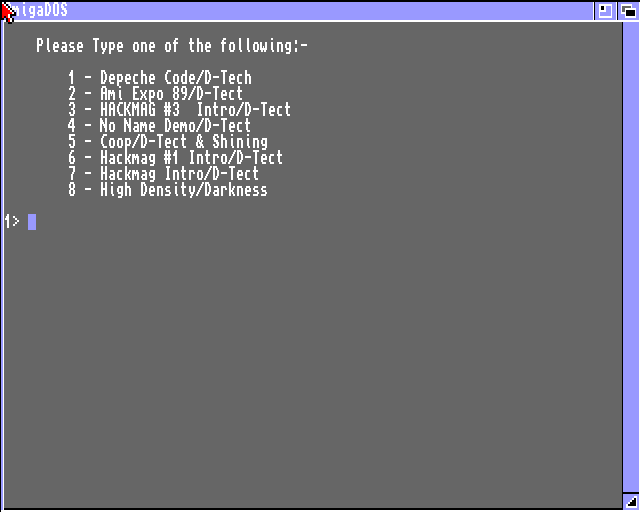 AmigaDOS
Please Type one of the following:-
1 - Depeche Code/D-Tech
2 - Ami Expo 89/D-Tect
3 - HACKMAG #3  Intro/D-Tect
4 - No Name Demo/D-Tect
5 - Coop/D-Tect & Shining
6 - Hackmag #1 Intro/D-Tect
7 - Hackmag Intro/D-Tect
8 - High Density/Darkness
1>